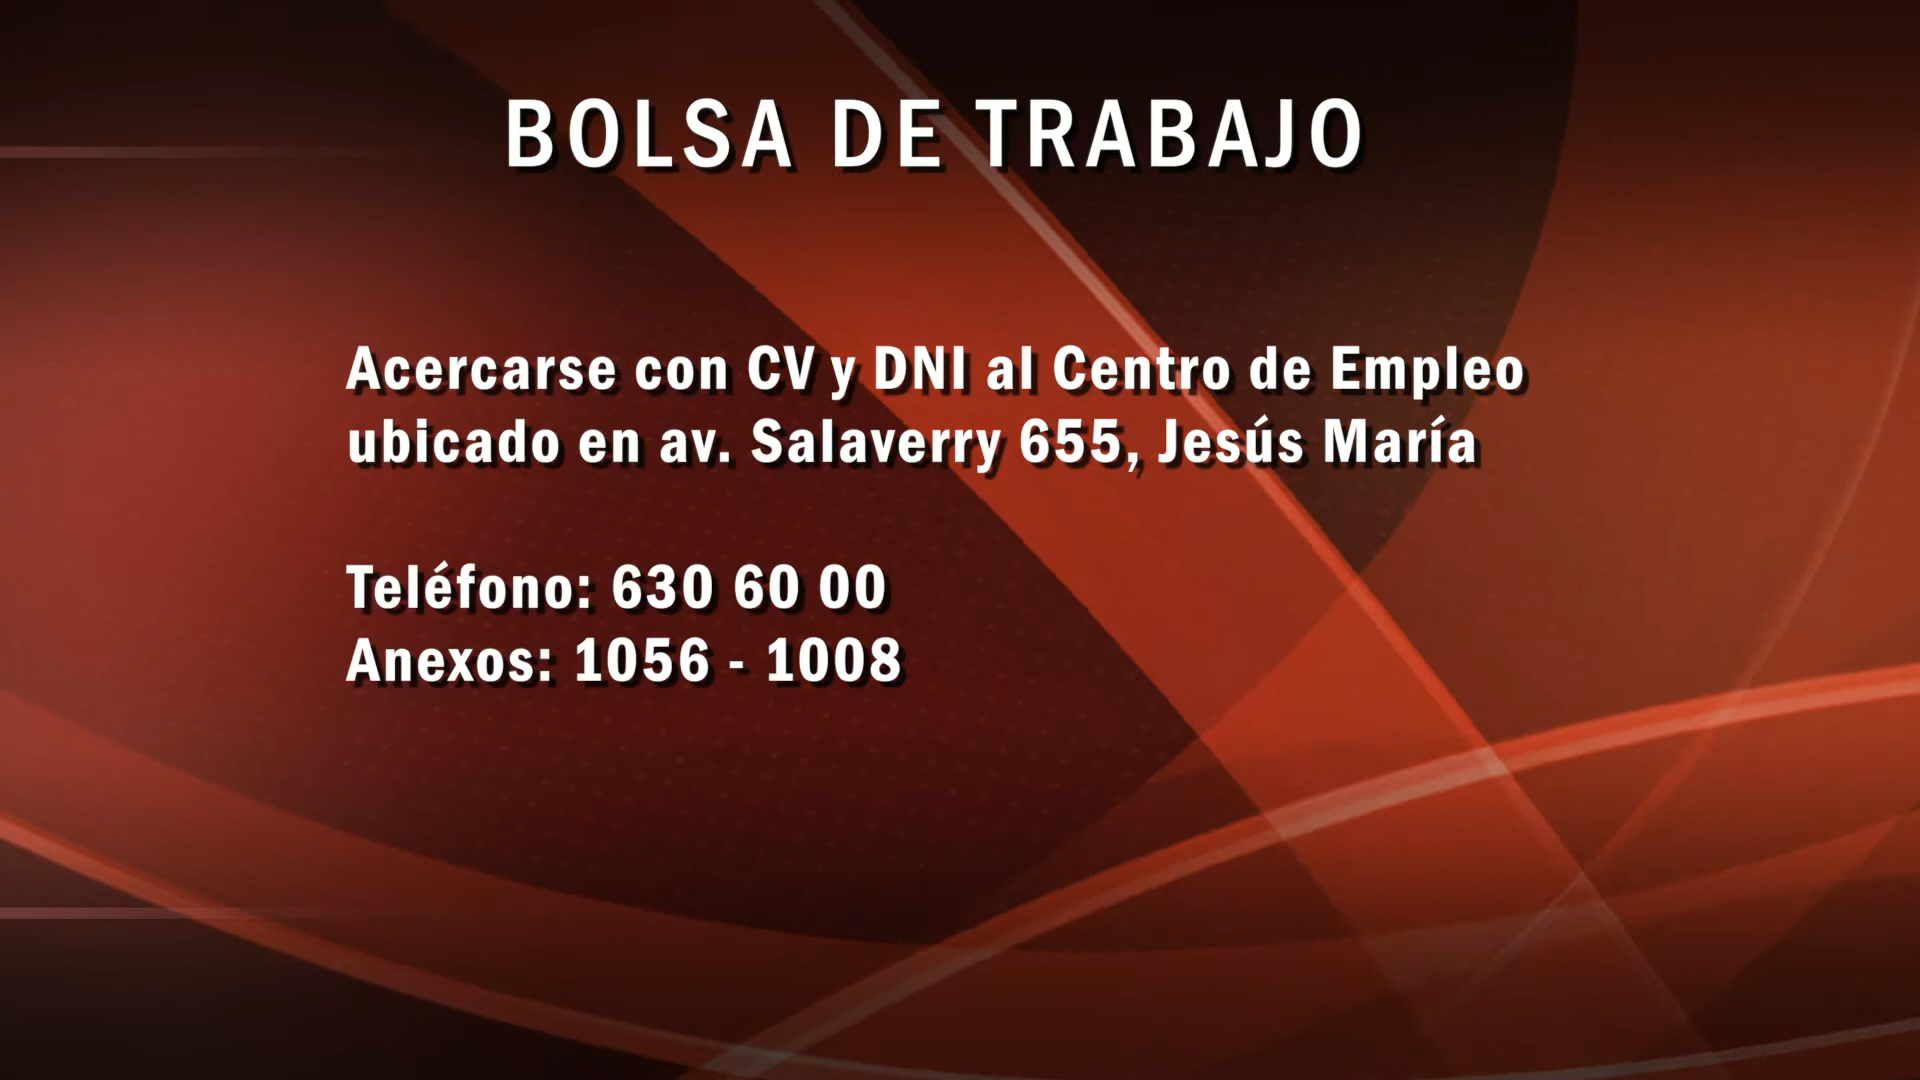 BOLSA DE TRABAJO
Acercarse con CV y DNI al Centro de Empleo
ubicado en av. Salaverry 655, Jesús María
Teléfono: 630 60 00
Anexos: 1056 - 1008